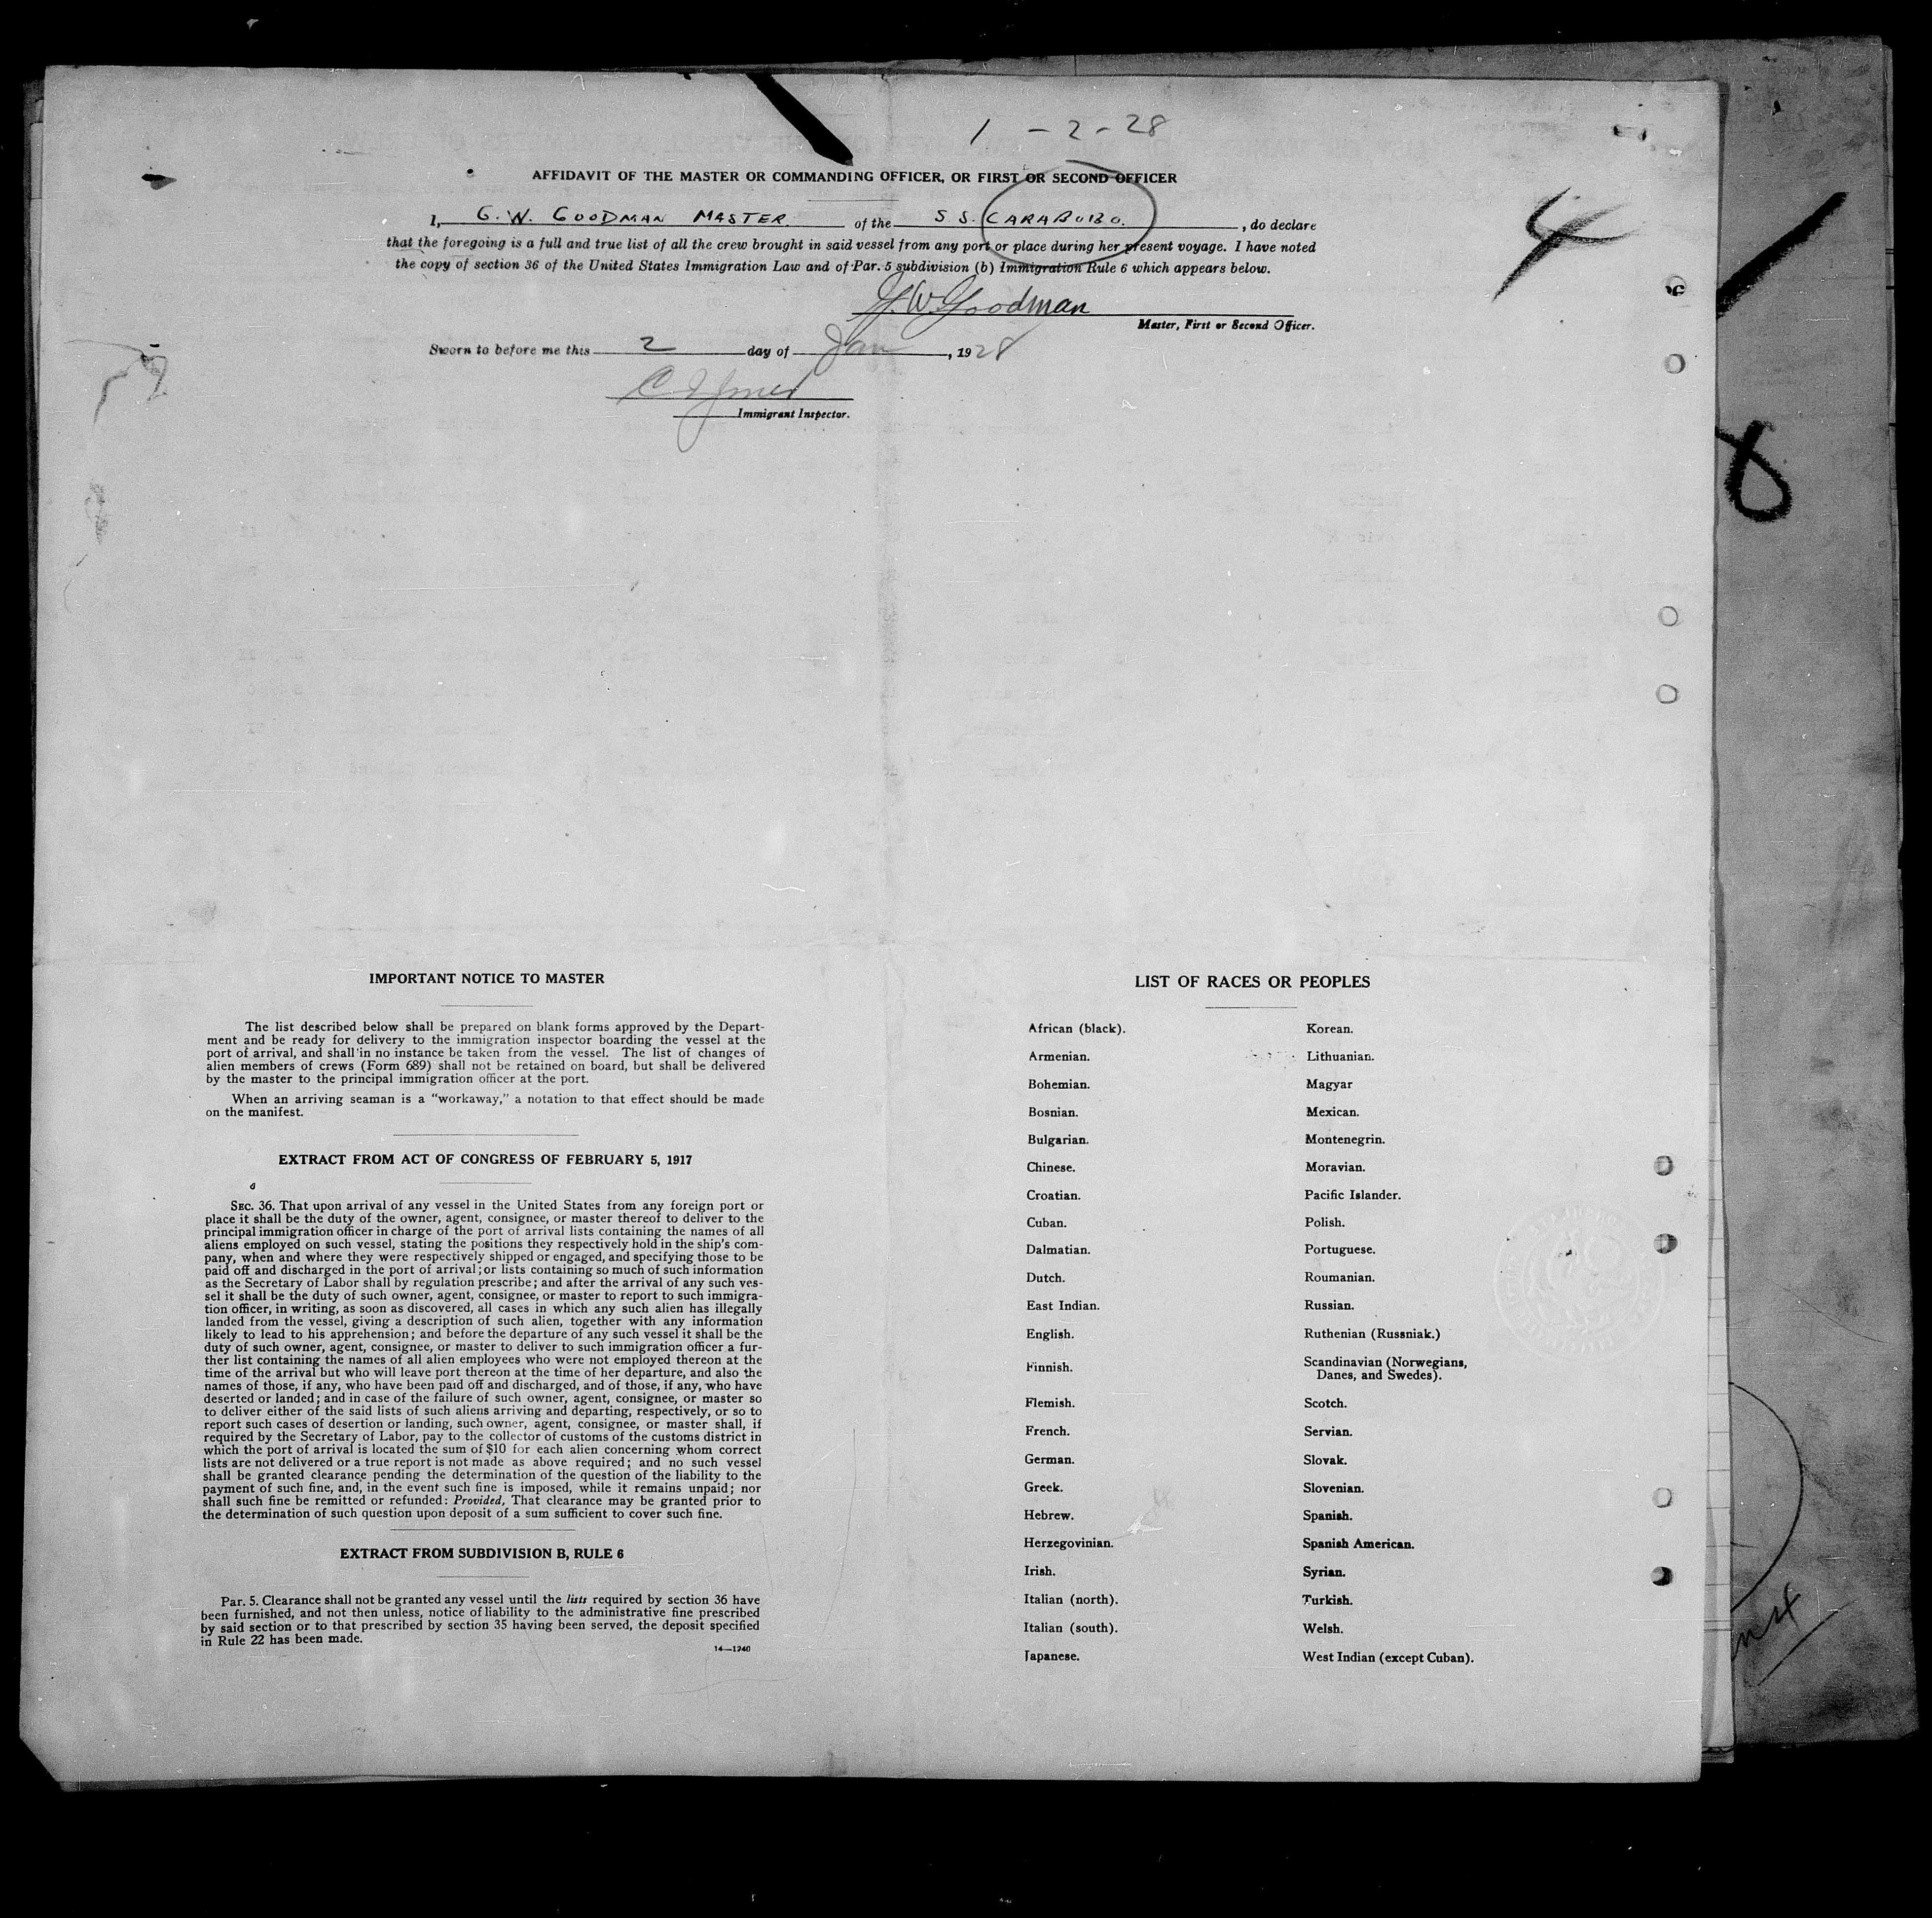 1 - 2 - 28
AFFIDAVIT OF THE MASTER OR COMMANDING OFFICER, OR FIRST OR SECOND OFFICER
4
I, G. W. GOODMAN MASTER. of the S S. CARABOBO. , do declare
that the foregoing is a full and true list of all the crew brought in said vessel from any port or place during her present voyage. I have noted
the copy of section 36 of the United States Immigration Law and of Par. 5 subdivision (b) Immigration Rule 6 which appears below.
G. W. Goodman
Master, First or Second Officer.
Sworn to before me this 2 day of Jan , 1928
Immigrant Inspector.
8
IMPORTANT NOTICE TO MASTER
The list described below shall be prepared on blank forms approved by the Depart-
ment and be ready for delivery to the immigration inspector boarding the vessel at the
port of arrival, and shall in no instance be taken from the vessel. The list of changes of
alien members of crews (Form 689) shall not be retained on board, but shall be delivered
by the master to the principal immigration officer at the port.
When an arriving seaman is a "workaway," a notation to that effect should be made
on the manifest.
EXTRACT FROM ACT OF CONGRESS OF FEBRUARY 5, 1917
SEC. 36. That upon arrival of any vessel in the United States from any foreign port or
place it shall be the duty of the owner, agent, consignee, or master thereof to deliver to the
principal immigration officer in charge of the port of arrival lists containing the names of all
aliens employed on such vessel, stating the positions they respectively hold in the ship's com-
pany, when and where they were respectively shipped or engaged, and specifying those to be
paid off and discharged in the port of arrival; or lists containing so much of such information
as the Secretary of Labor shall by regulation prescribe; and after the arrival of any such ves-
sel it shall be the duty of such owner, agent, consignee, or master to report to such immigra-
tion officer, in writing, as soon as discovered, all cases in which any such alien has illegally
landed from the vessel, giving a description of such alien, together with any information
likely to lead to his apprehension; and before the departure of any such vessel it shall be the
duty of such owner, agent, consignee, or master to deliver to such immigration officer a fur-
ther list containing the names of all alien employees who were not employed thereon at the
time of the arrival but who will leave port thereon at the time of her departure, and also the
names of those, if any, who have been paid off and discharged, and of those, if any, who have
deserted or landed; and in case of the failure of such owner, agent, consignee, or master so
to deliver either of the said lists of such aliens arriving and departing, respectively, or so to
report such cases of desertion or landing, such owner, agent, consignee, or master shall, if
required by the Secretary of Labor, pay to the collector of customs of the customs district in
which the port of arrival is located the sum of $10 for each alien concerning whom correct
lists are not delivered or a true report is not made as above required; and no such vessel
shall be granted clearance pending the determination of the question of the liability to the
payment of such fine, and, in the event such fine is imposed, while it remains unpaid; nor
shall such fine be remitted or refunded: Provided, That clearance may be granted prior to
the determination of such question upon deposit of a sum sufficient to cover such fine.
EXTRACT FROM SUBDIVISION B, RULE 6
Par. 5. Clearance shall not be granted any vessel until the lists required by section 36 have
been furnished, and not then unless, notice of liability to the administrative fine prescribed
by said section or to that prescribed by section 35 having been served, the deposit specified
in Rule 22 has been made.
14—1240
LIST OF RACES OR PEOPLES
African (black).
Armenian.
Bohemian.
Bosnian.
Bulgarian.
Chinese.
Croatian.
Cuban.
Dalmatian.
Dutch.
East Indian.
English.
Finnish.
Flemish.
French.
German.
Greek.
Hebrew.
Herzegovinian.
Irish.
Italian (north).
Italian (south).
Japanese.
Korean.
Lithuanian.
Magyar
Mexican.
Montenegrin.
Moravian.
Pacific Islander.
Polish.
Portuguese.
Roumanian.
Russian.
Ruthenian (Russniak.)
Scandinavian (Norwegians,
Danes, and Swedes).
Scotch.
Servian.
Slovak.
Slovenian.
Spanish.
Spanish American.
Syrian.
Turkish.
Welsh.
West Indian (except Cuban).